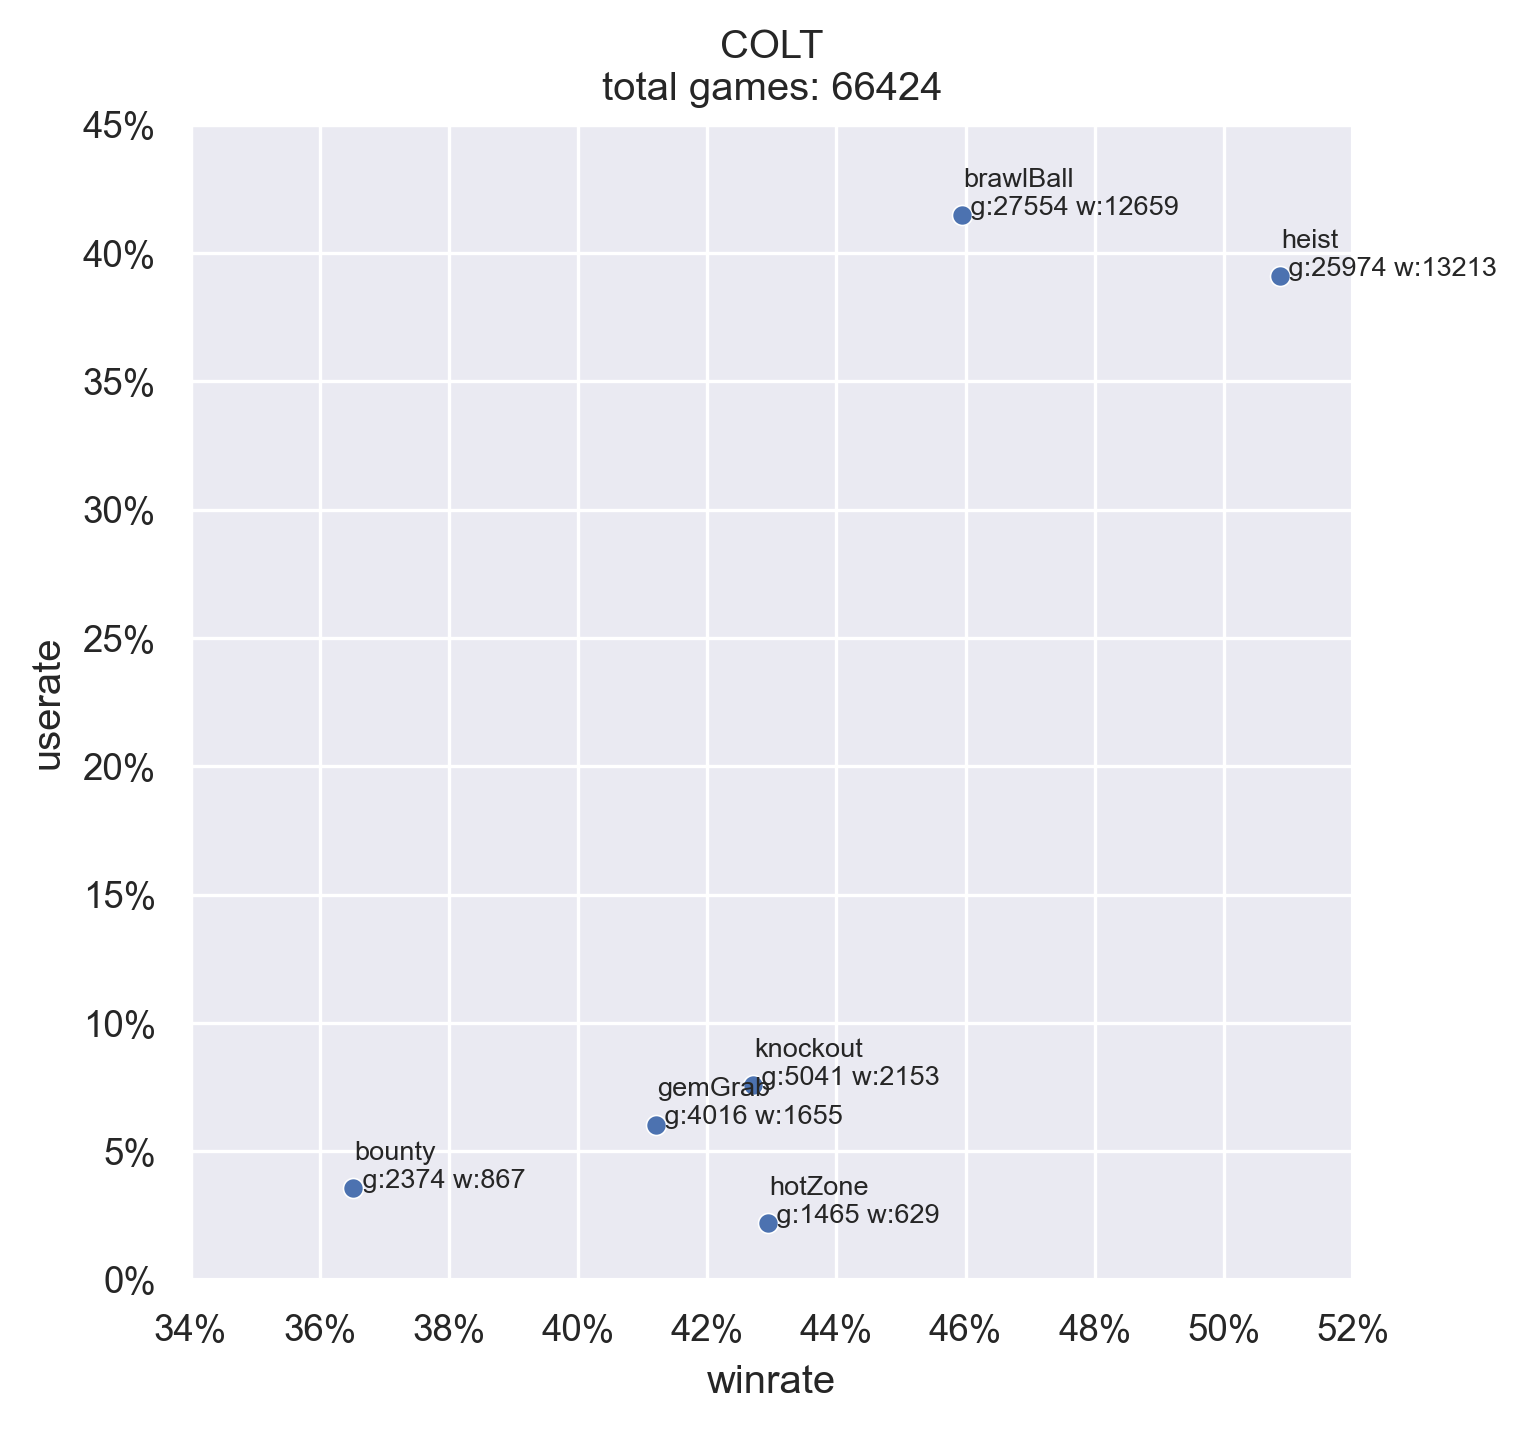 COLT
total games: 66424
45%
40%
35%
30%
25%
20%
15%
10%
5%
0%
userate
brawlBall
g:27554 w:12659
heist
g:25974 w:13213
knockout
g:5041 w:2153
gemGrab
g:4016 w:1655
bounty
g:2374 w:867
hotZone
g:1465 w:629
34% 36% 38% 40% 42% 44% 46% 48% 50% 52%
winrate